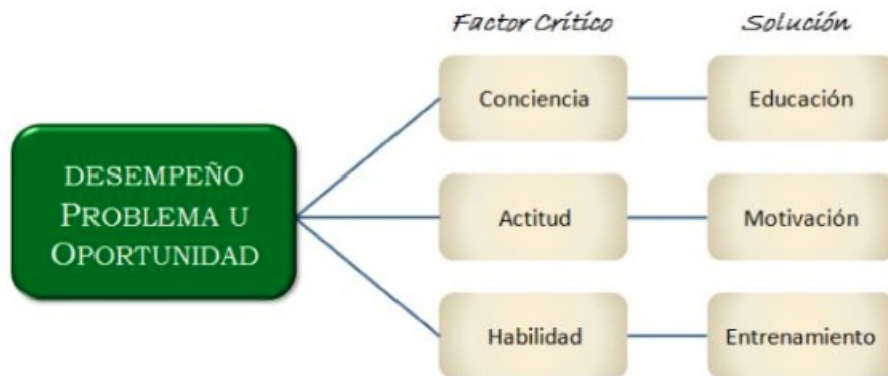 Factor Crítico
Solución
Conciencia
Educación
DESEMPEÑO
PROBLEMA U
OPORTUNIDAD
Actitud
Motivación
Habilidad
Entrenamiento